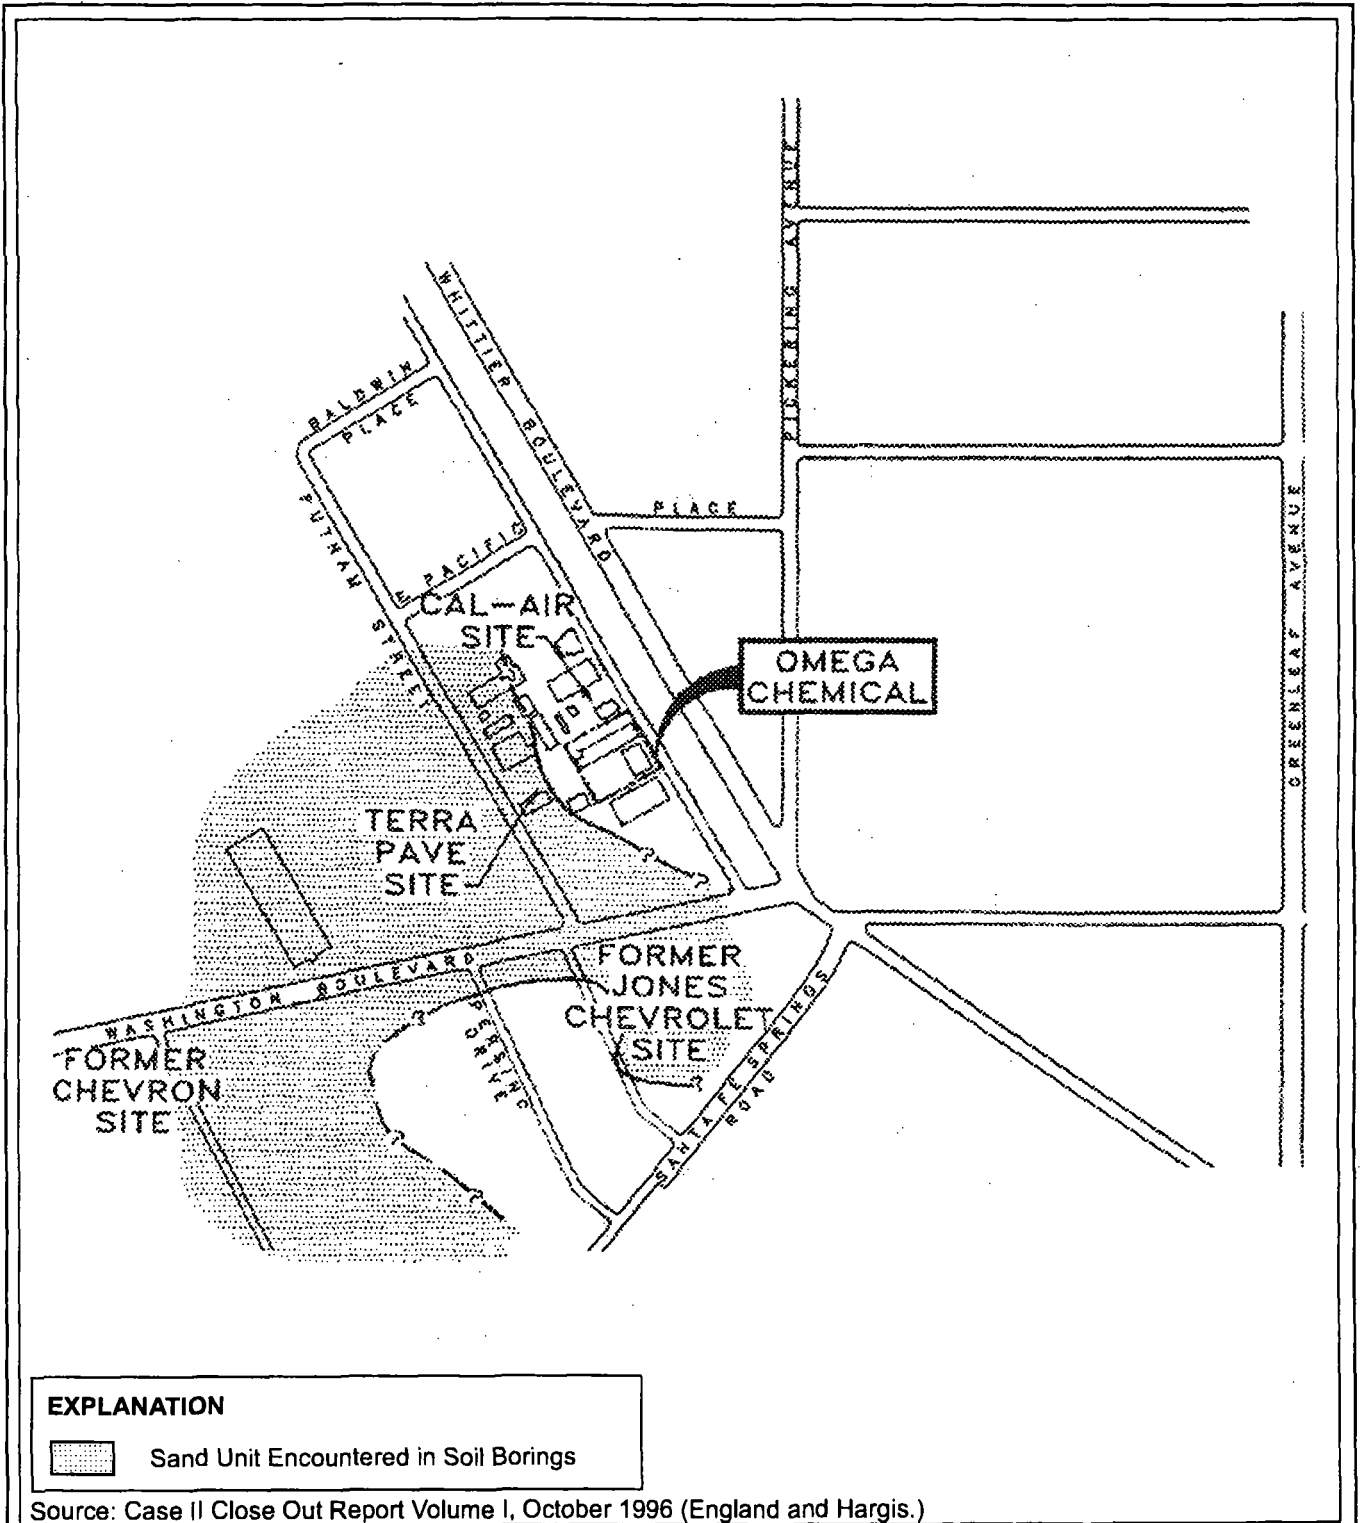 PICKERING AVENUE
WHITTIER BOULEVARD
BALDWIN
PLACE
PLACE
GREENLEAF AVENUE
PUTNAM STREET
E PACIFIC
CAL-AIR
SITE
OMEGA
CHEMICAL
TERRA
PAVE
SITE
?
?
FORMER
JONES
CHEVROLET
SITE
WASHINGTON BOULEVARD
?
PERSING
DRIVE
FORMER
CHEVRON
SITE
SANTA FE SPRINGS
ROAD
?
?
?
EXPLANATION
Sand Unit Encountered in Soil Borings
Source: Case II Close Out Report Volume I, October 1996 (England and Hargis.)